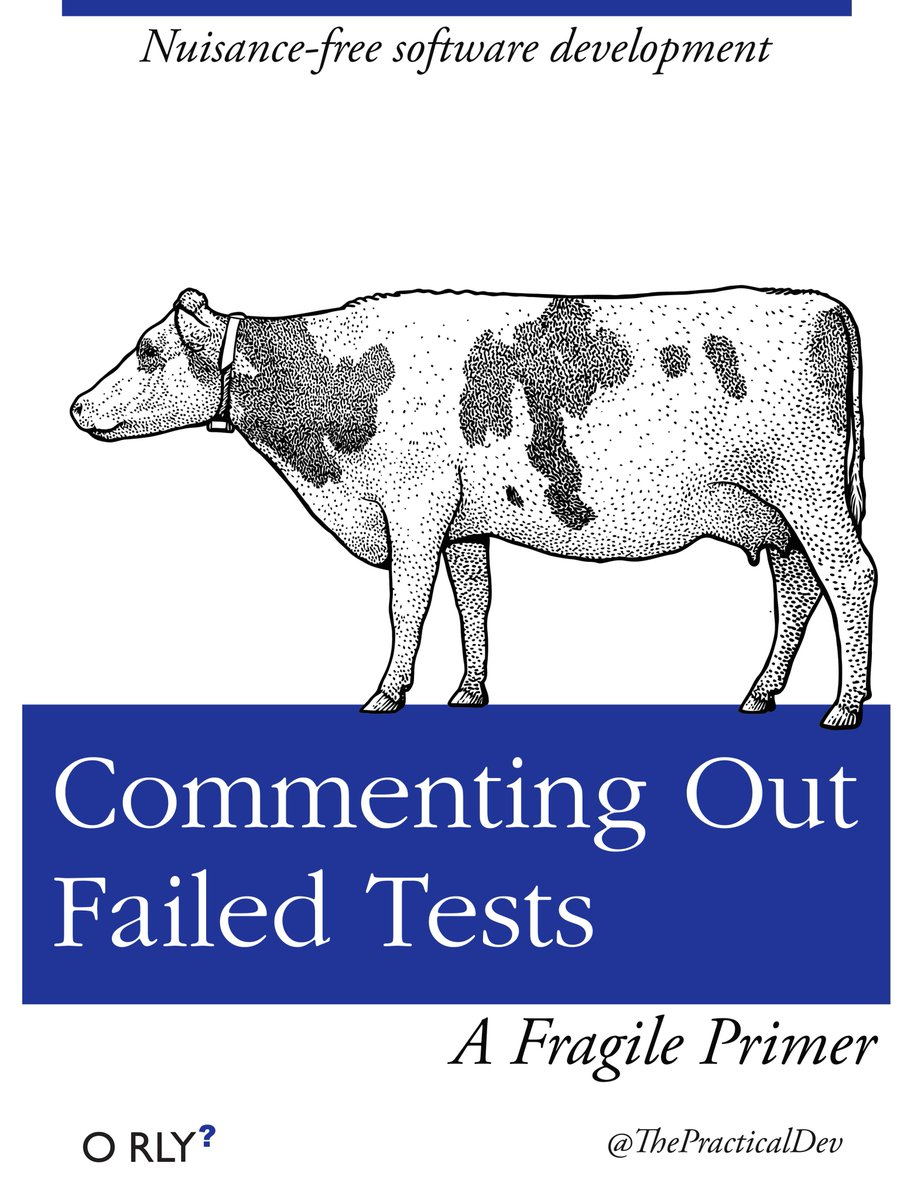 Nuisance-free software development
Commenting Out
Failed Tests
A Fragile Primer
O RLY?
@ThePracticalDev